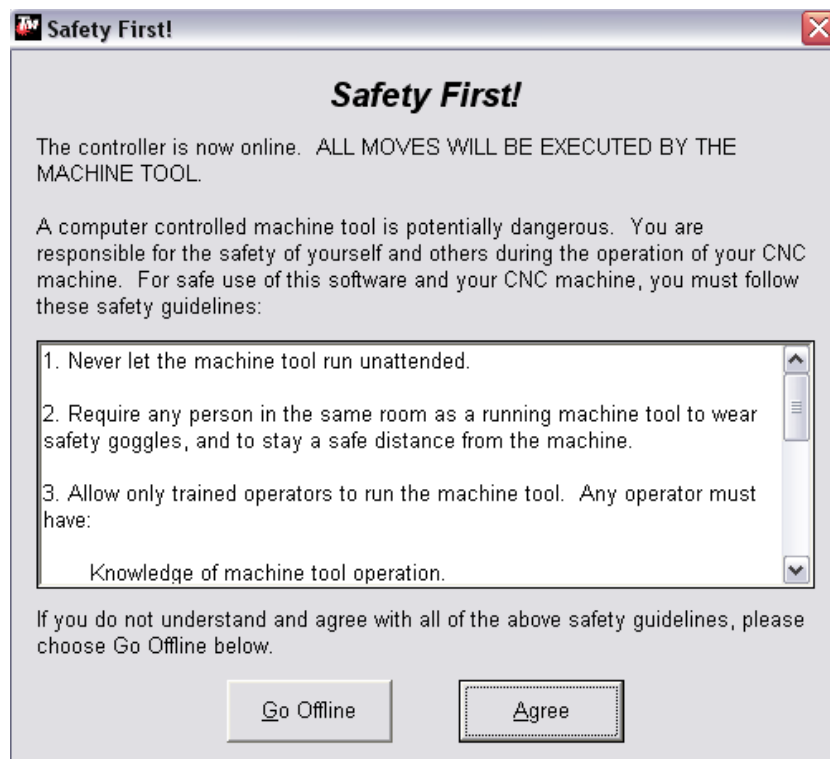 Safety First!
Safety First!
The controller is now online.  ALL MOVES WILL BE EXECUTED BY THE
MACHINE TOOL.
A computer controlled machine tool is potentially dangerous.  You are
responsible for the safety of yourself and others during the operation of your CNC
machine.  For safe use of this software and your CNC machine, you must follow
these safety guidelines:
1. Never let the machine tool run unattended.
2. Require any person in the same room as a running machine tool to wear
safety goggles, and to stay a safe distance from the machine.
3. Allow only trained operators to run the machine tool.  Any operator must
have:
Knowledge of machine tool operation.
If you do not understand and agree with all of the above safety guidelines, please
choose Go Offline below.
Go Offline
Agree